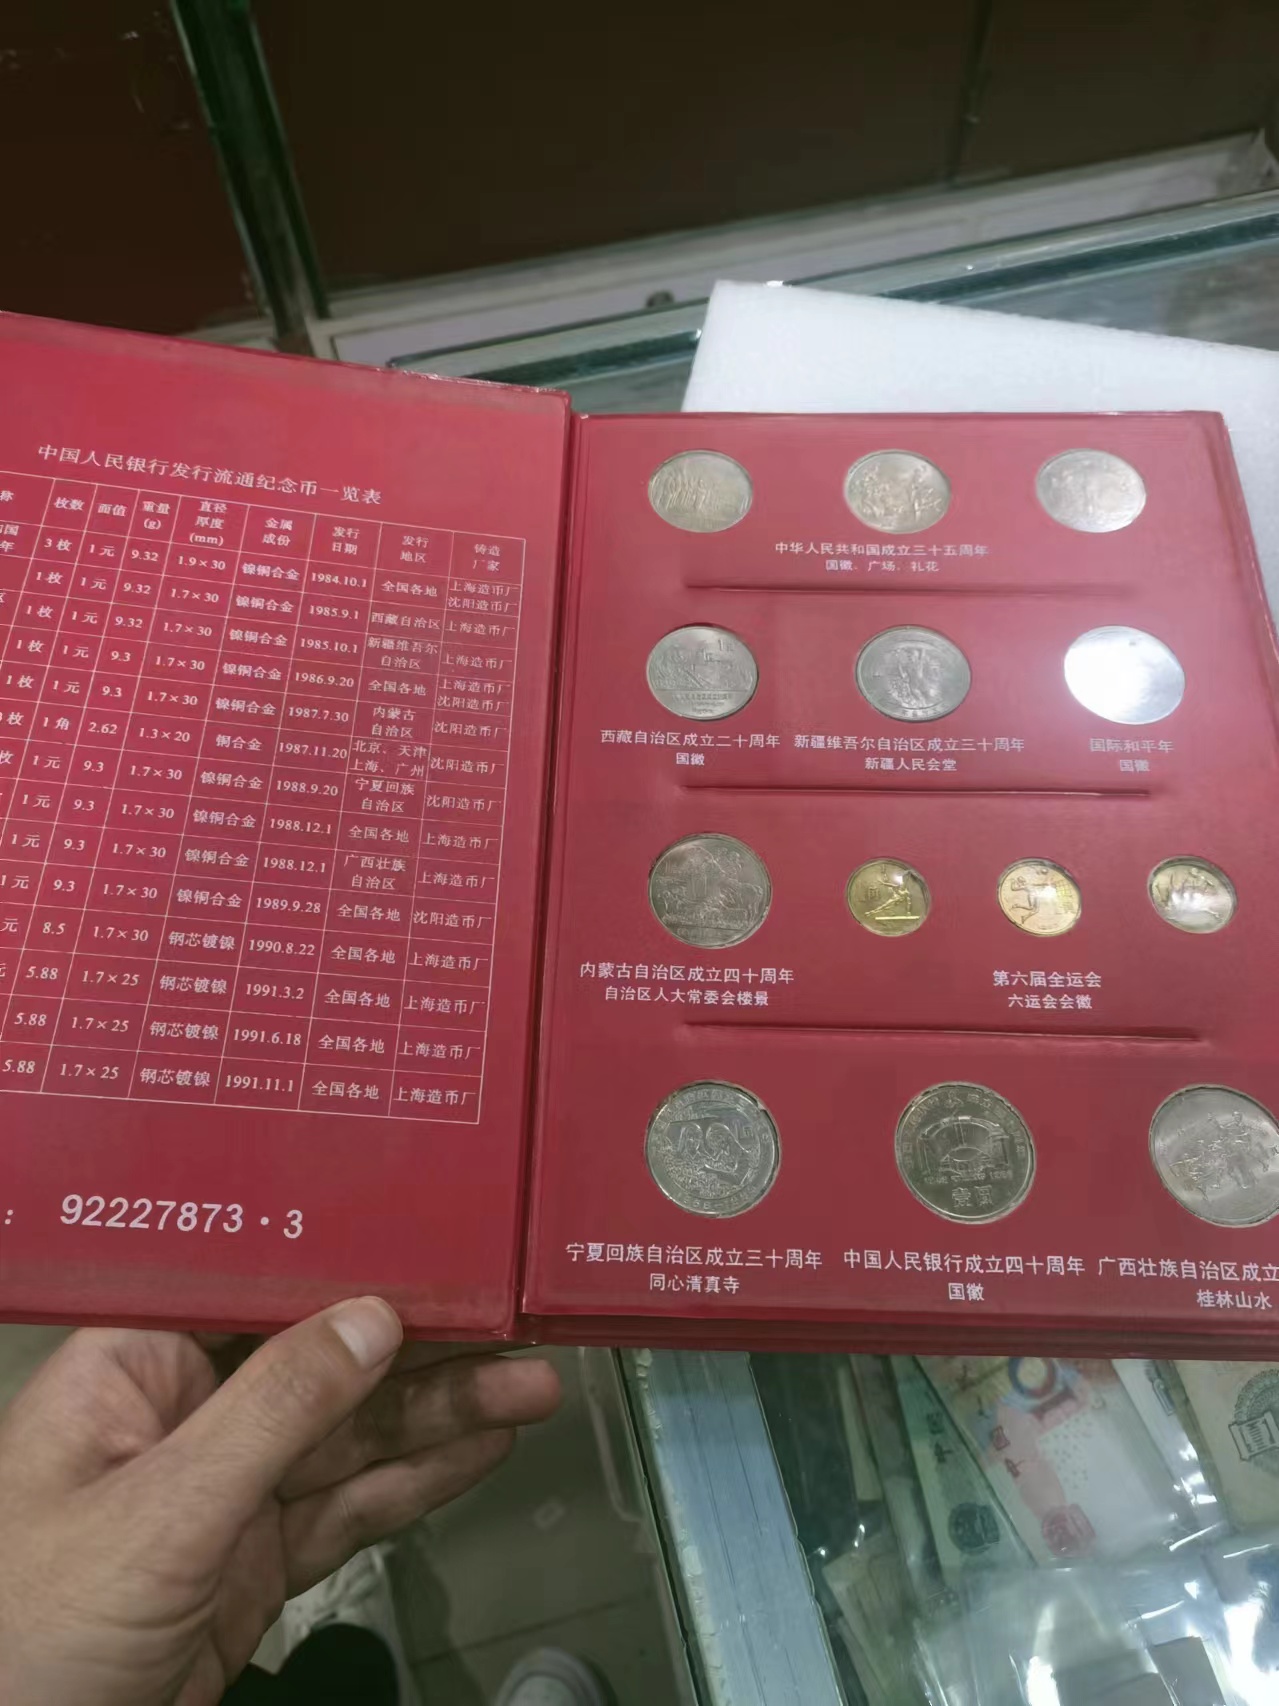 中国人民银行发行流通纪念币一览表
称 枚数 面值 重量(g) 直径厚度(mm) 金属成份 发行日期 发行地区 铸造厂家
国年 3枚 1元 9.32 1.9×30 镍铜合金 1984.10.1 全国各地 上海造币厂 沈阳造币厂
1枚 1元 9.32 1.7×30 镍铜合金 1985.9.1 西藏自治区 上海造币厂
区 1枚 1元 9.32 1.7×30 镍铜合金 1985.10.1 新疆维吾尔自治区 上海造币厂
1枚 1元 9.3 1.7×30 镍铜合金 1986.9.20 全国各地 上海造币厂 沈阳造币厂
1枚 1元 9.3 1.7×30 镍铜合金 1987.7.30 内蒙古自治区 沈阳造币厂
枚 1角 2.62 1.3×20 铜合金 1987.11.20 北京、天津上海、广州 沈阳造币厂
枚 1元 9.3 1.7×30 镍铜合金 1988.9.20 宁夏回族自治区 沈阳造币厂
1元 9.3 1.7×30 镍铜合金 1988.12.1 全国各地 上海造币厂
1元 9.3 1.7×30 镍铜合金 1988.12.1 广西壮族自治区 上海造币厂
1元 9.3 1.7×30 镍铜合金 1989.9.28 全国各地 沈阳造币厂
元 8.5 1.7×30 钢芯镀镍 1990.8.22 全国各地 上海造币厂
元 5.88 1.7×25 钢芯镀镍 1991.3.2 全国各地 上海造币厂
5.88 1.7×25 钢芯镀镍 1991.6.18 全国各地 上海造币厂
5.88 1.7×25 钢芯镀镍 1991.11.1 全国各地 上海造币厂
： 92227873·3
中华人民共和国成立三十五周年
国徽、广场、礼花
西藏自治区成立二十周年
国徽
新疆维吾尔自治区成立三十周年
新疆人民会堂
国际和平年
国徽
内蒙古自治区成立四十周年
自治区人大常委会楼景
第六届全运会
六运会会徽
宁夏回族自治区成立三十周年
同心清真寺
中国人民银行成立四十周年
国徽
广西壮族自治区成立
桂林山水
壹圆